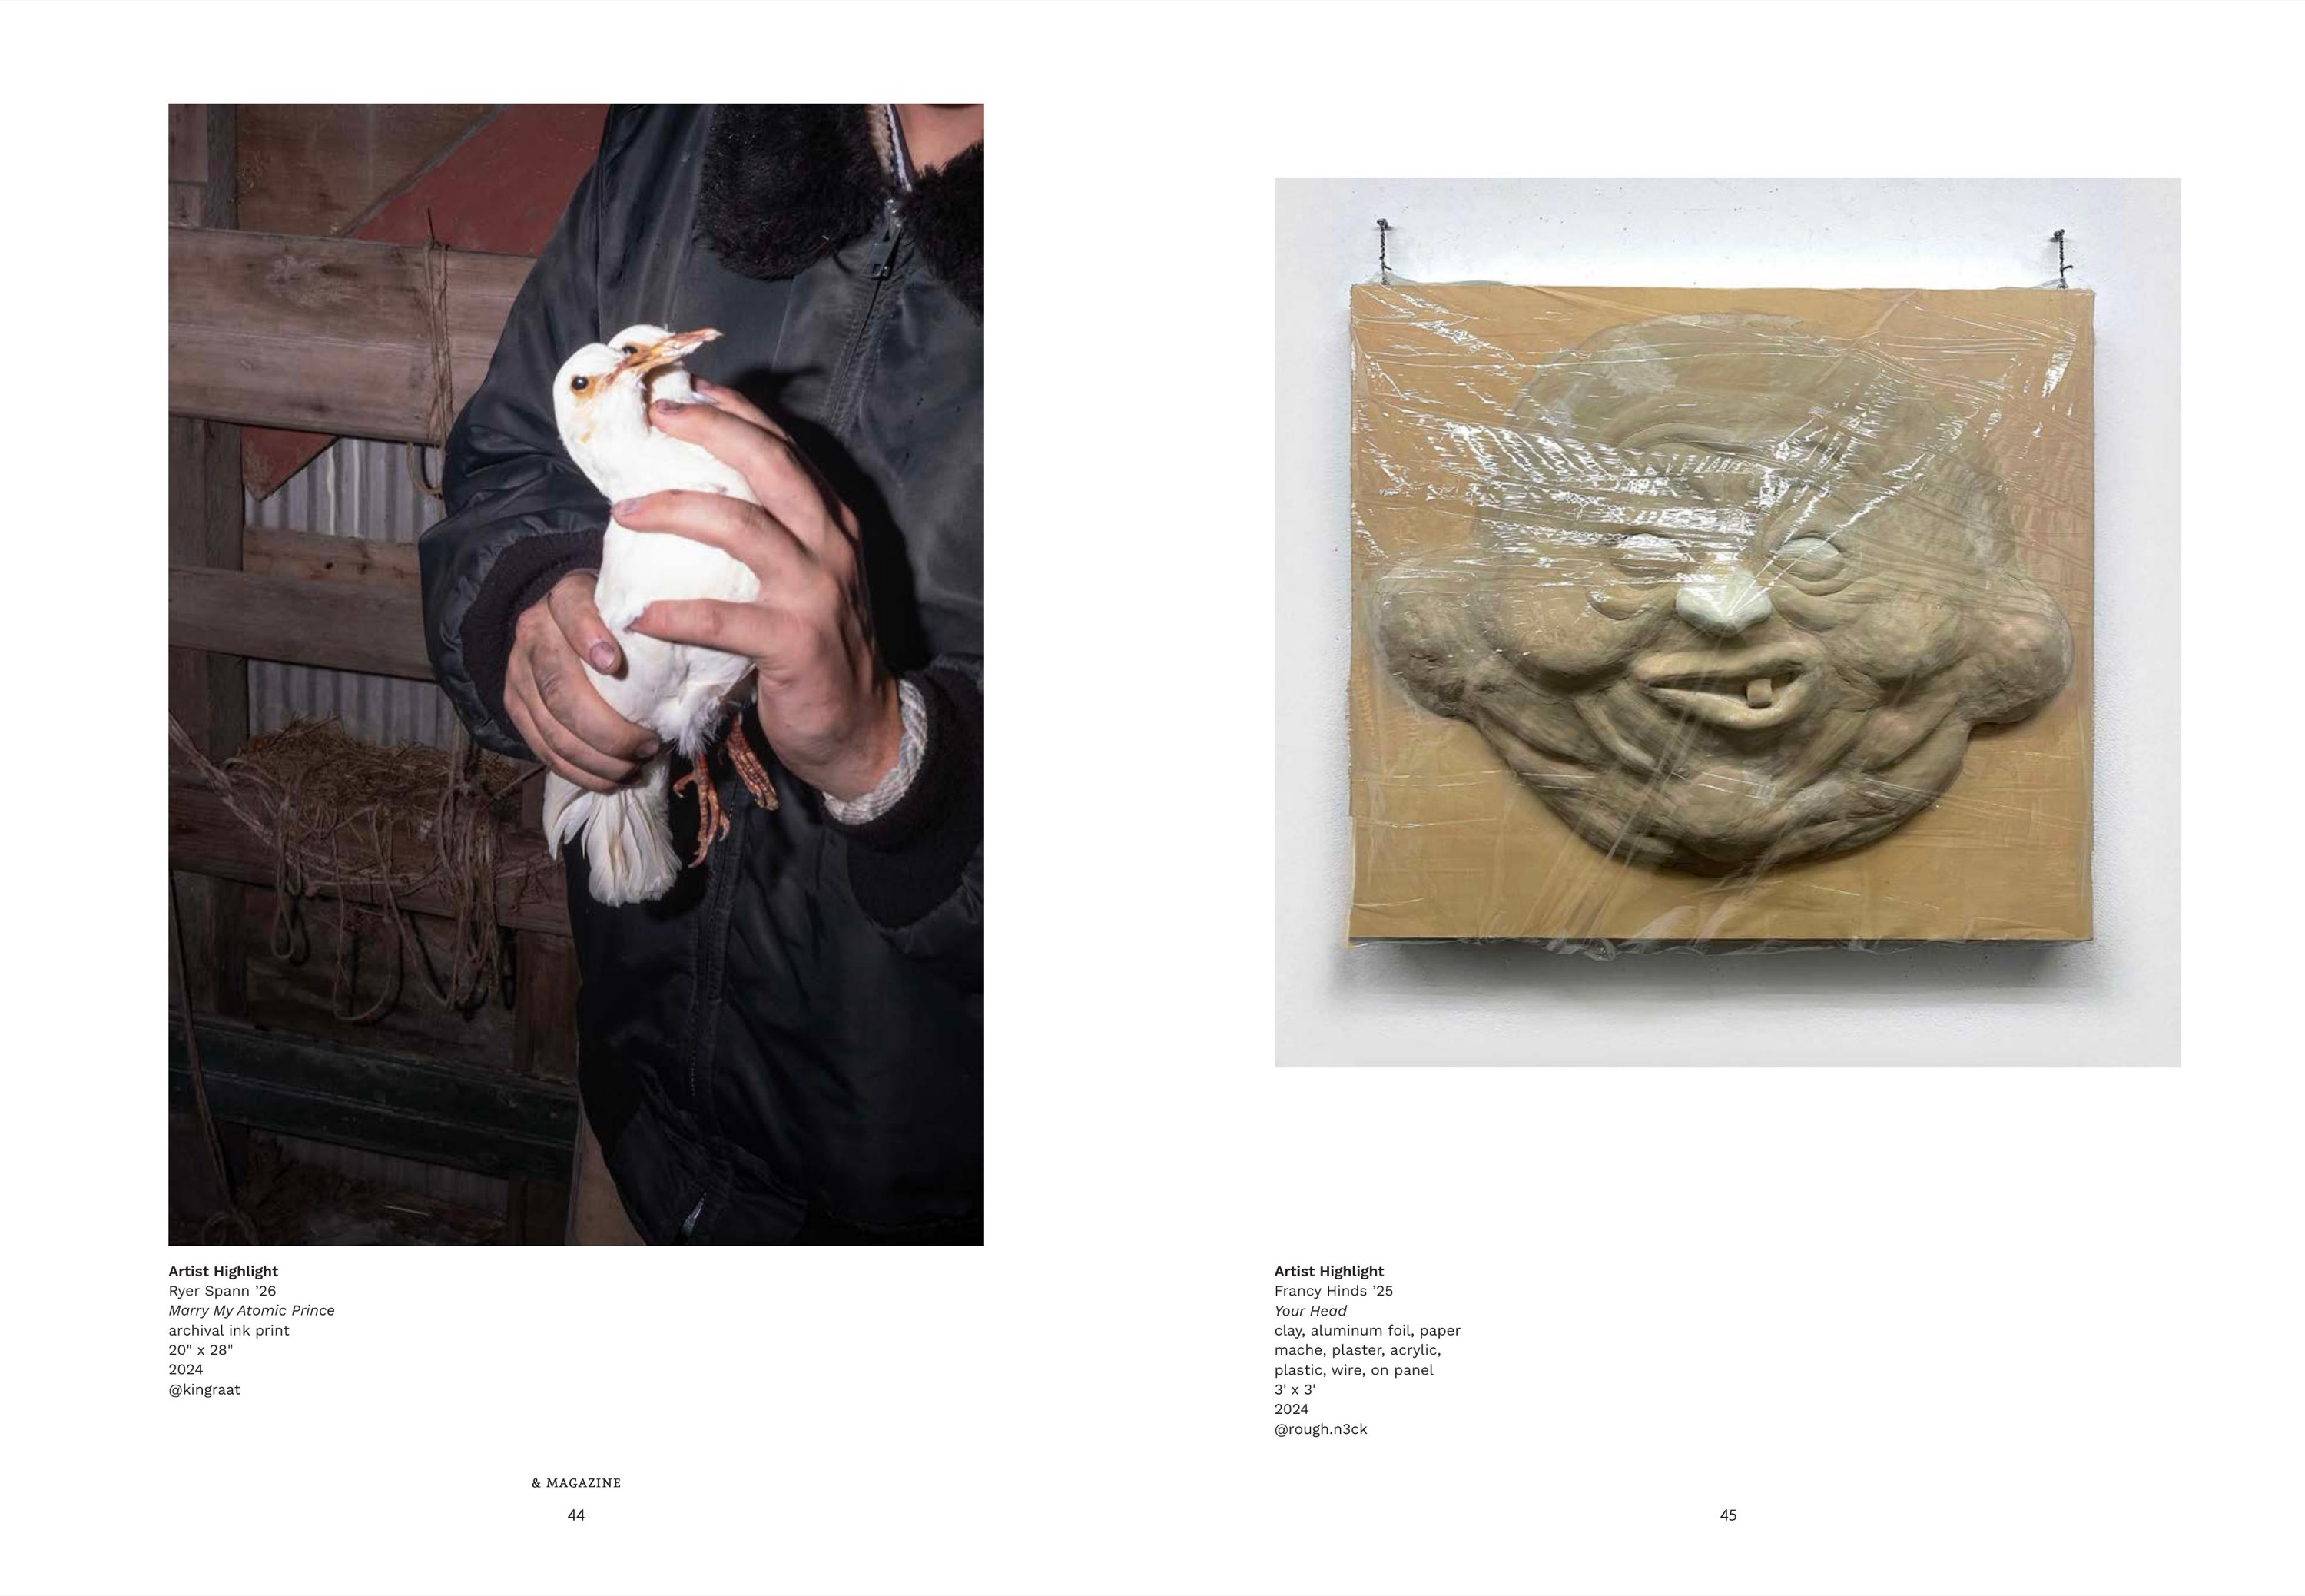 Artist Highlight
Ryer Spann ’26
Marry My Atomic Prince
archival ink print
20" x 28"
2024
@kingraat
& MAGAZINE
44
Artist Highlight
Francy Hinds ’25
Your Head
clay, aluminum foil, paper
mache, plaster, acrylic,
plastic, wire, on panel
3' x 3'
2024
@rough.n3ck
45